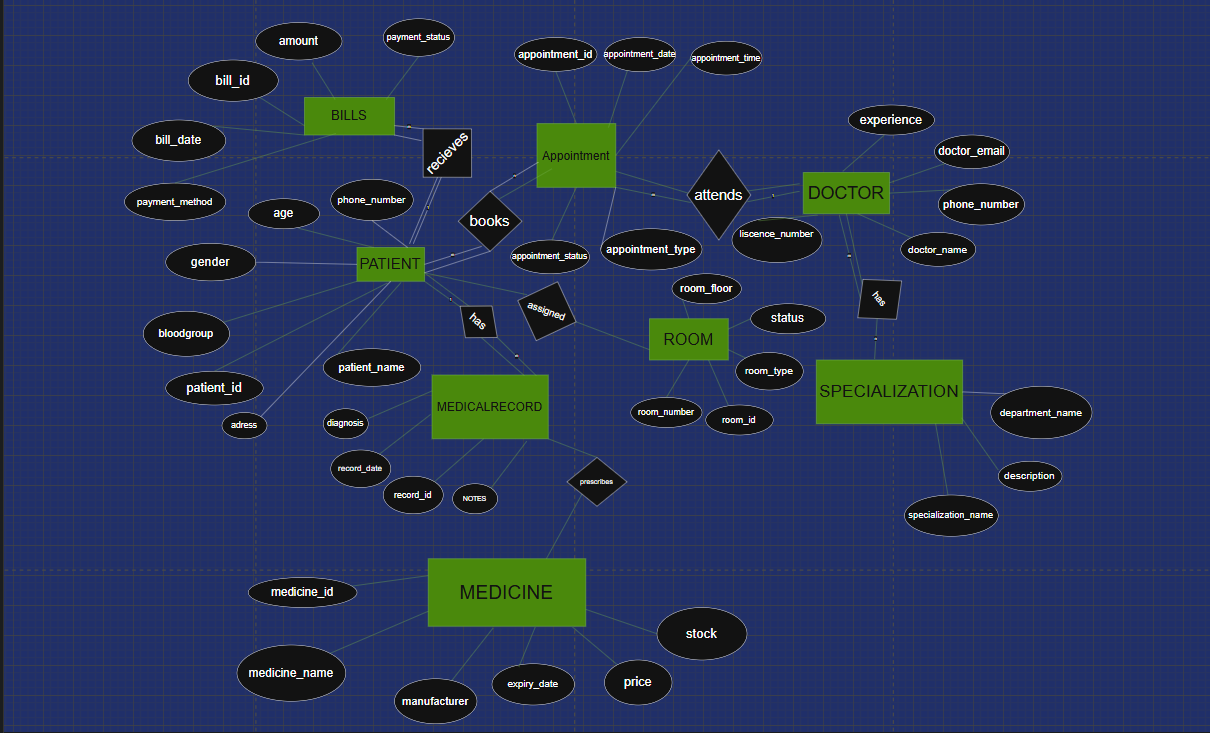 amount
payment_status
bill_id
BILLS
bill_date
payment_method
recieves
appointment_id
appointment_date
appointment_time
Appointment
experience
doctor_email
attends
DOCTOR
phone_number
liscence_number
doctor_name
age
phone_number
books
gender
PATIENT
appointment_status
appointment_type
bloodgroup
has
assigned
room_floor
status
ROOM
has
patient_id
patient_name
room_type
SPECIALIZATION
adress
diagnosis
MEDICALRECORD
room_number
room_id
department_name
record_date
record_id
NOTES
prescribes
description
specialization_name
medicine_id
MEDICINE
stock
medicine_name
manufacturer
expiry_date
price